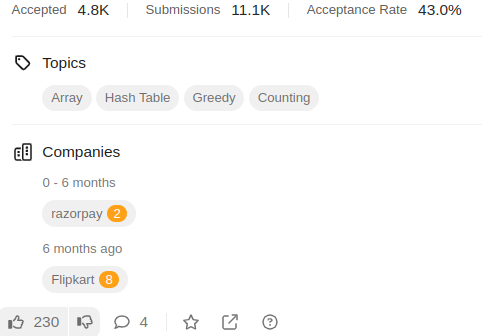 Accepted 4.8K Submissions 11.1K Acceptance Rate 43.0%
Topics
Array Hash Table Greedy Counting
Companies
0 - 6 months
razorpay 2
6 months ago
Flipkart 8
230 4